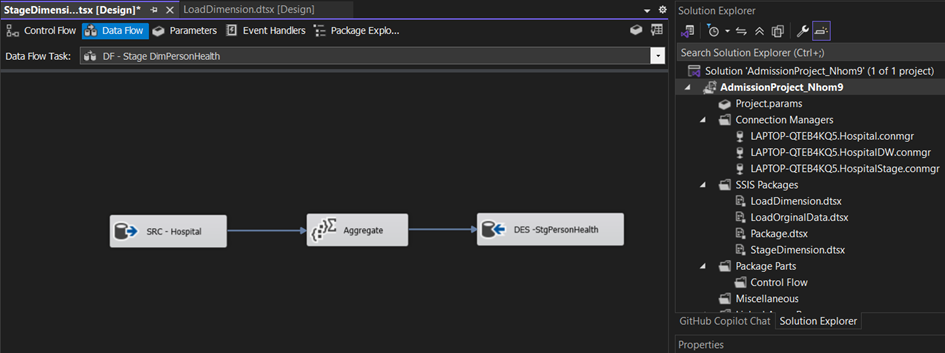 StageDimensi...tsx [Design]*
LoadDimension.dtsx [Design]
Control Flow
Data Flow
Parameters
Event Handlers
Package Explo...
Data Flow Task:
DF - Stage DimPersonHealth
SRC - Hospital
Aggregate
DES -StgPersonHealth
Solution Explorer
Search Solution Explorer (Ctrl+;)
Solution 'AdmissionProject_Nhom9' (1 of 1 project)
AdmissionProject_Nhom9
Project.params
Connection Managers
LAPTOP-QTEB4KQ5.Hospital.conmgr
LAPTOP-QTEB4KQ5.HospitalDW.conmgr
LAPTOP-QTEB4KQ5.HospitalStage.conmgr
SSIS Packages
LoadDimension.dtsx
LoadOrginalData.dtsx
Package.dtsx
StageDimension.dtsx
Package Parts
Control Flow
Miscellaneous
GitHub Copilot Chat
Solution Explorer
Properties